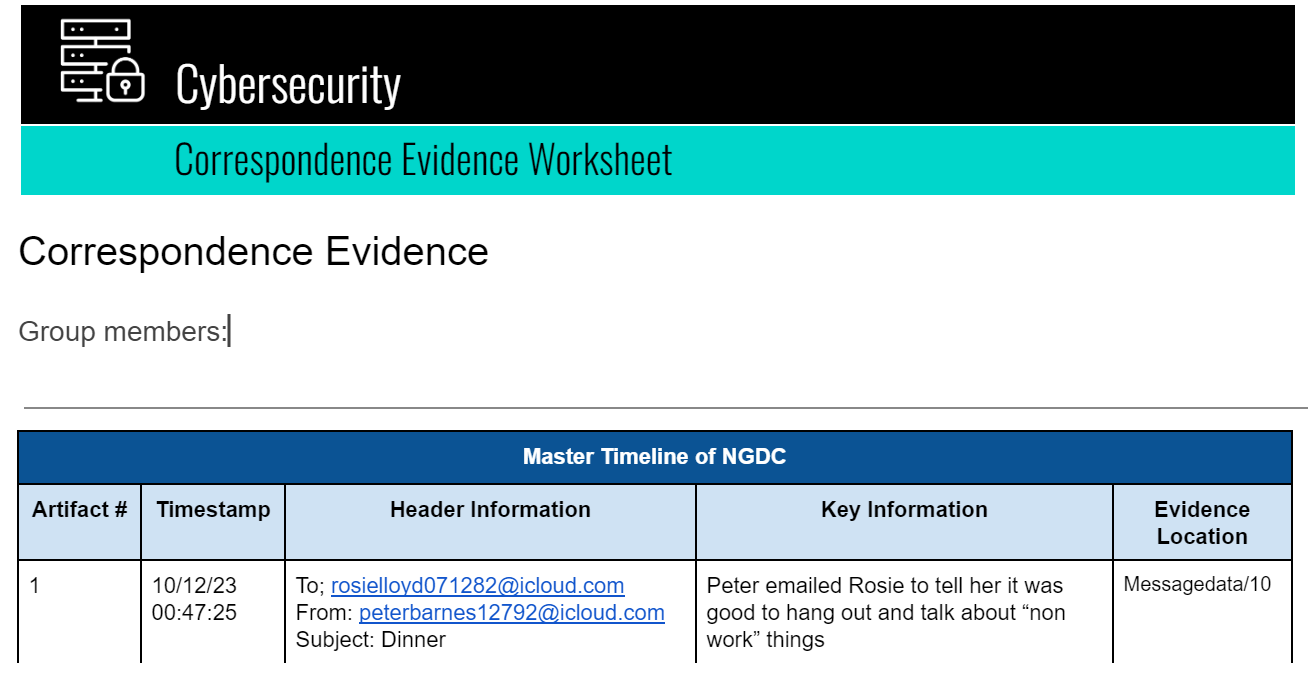 Cybersecurity
Correspondence Evidence Worksheet
Correspondence Evidence
Group members:
Master Timeline of NGDC
Artifact #
Timestamp
Header Information
Key Information
Evidence
Location
1
10/12/23
00:47:25
To; rosielloyd071282@icloud.com
From: peterbarnes12792@icloud.com
Subject: Dinner
Peter emailed Rosie to tell her it was
good to hang out and talk about “non
work” things
Messagedata/10